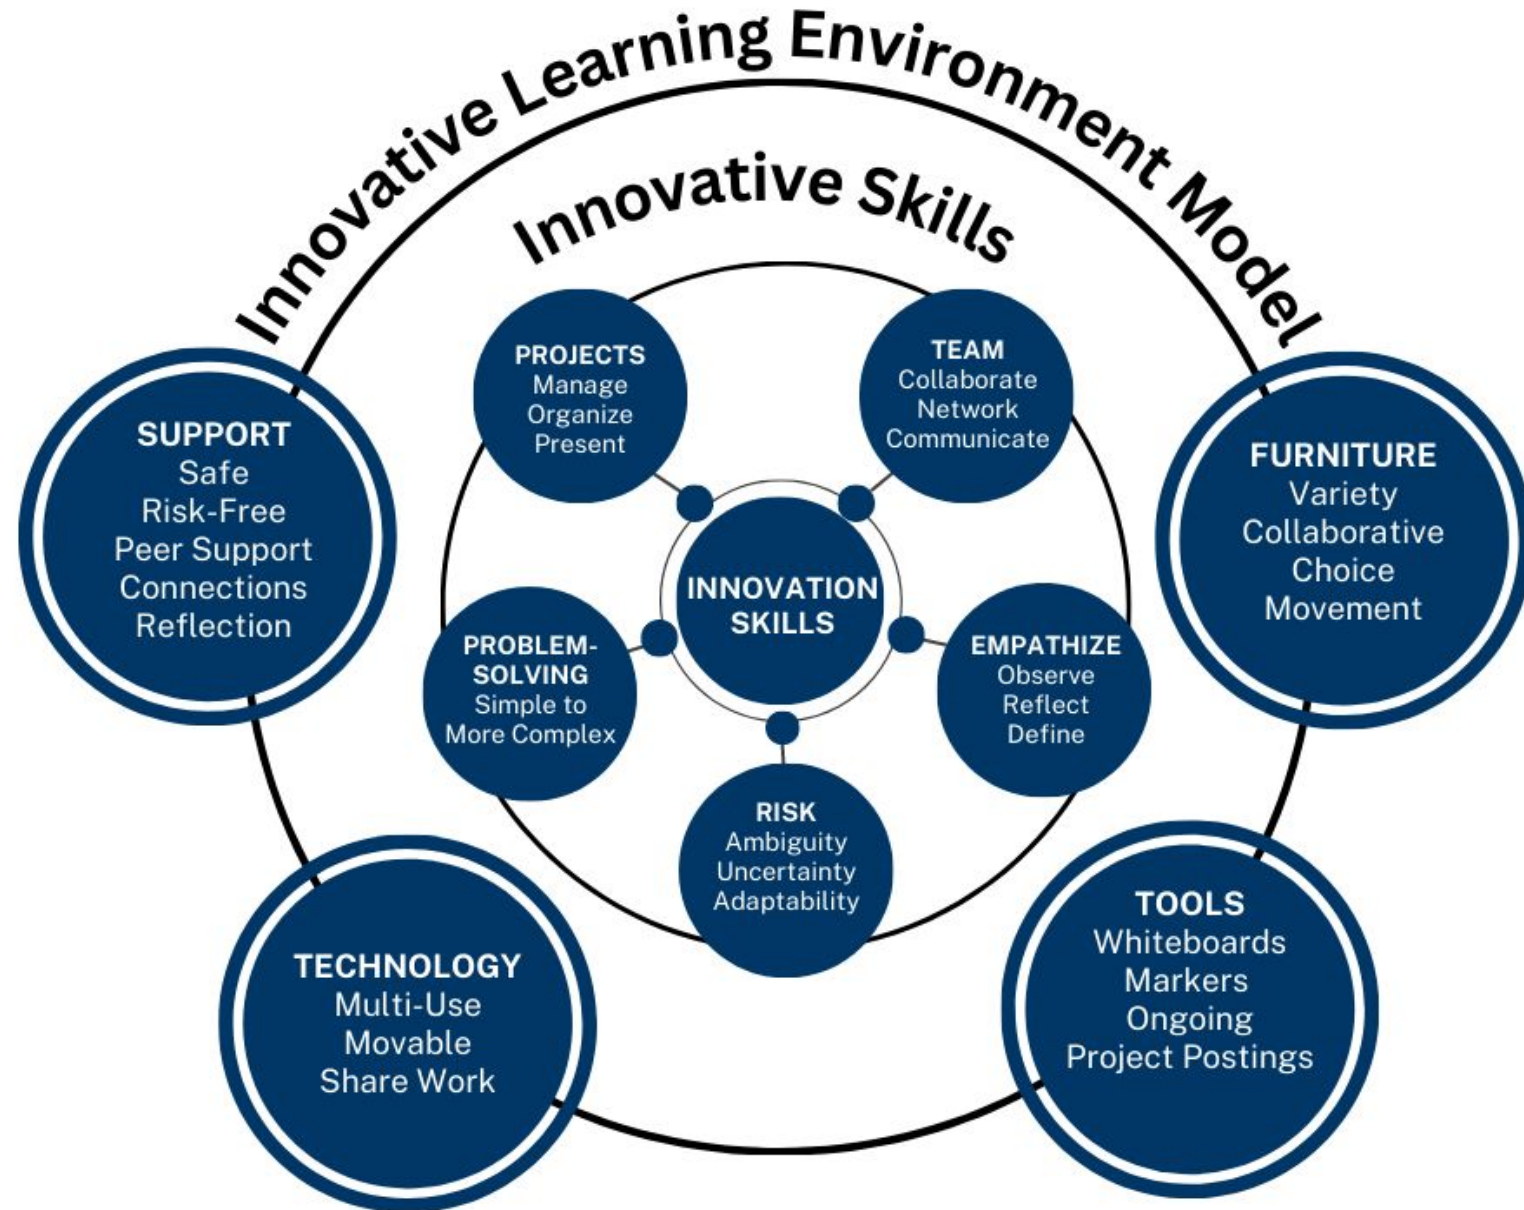 Innovative Learning Environment Model
Innovative Skills
PROJECTS
Manage
Organize
Present
TEAM
Collaborate
Network
Communicate
SUPPORT
Safe
Risk-Free
Peer Support
Connections
Reflection
FURNITURE
Variety
Collaborative
Choice
Movement
INNOVATION
SKILLS
PROBLEM-
SOLVING
Simple to
More Complex
EMPATHIZE
Observe
Reflect
Define
RISK
Ambiguity
Uncertainty
Adaptability
TECHNOLOGY
Multi-Use
Movable
Share Work
TOOLS
Whiteboards
Markers
Ongoing
Project Postings